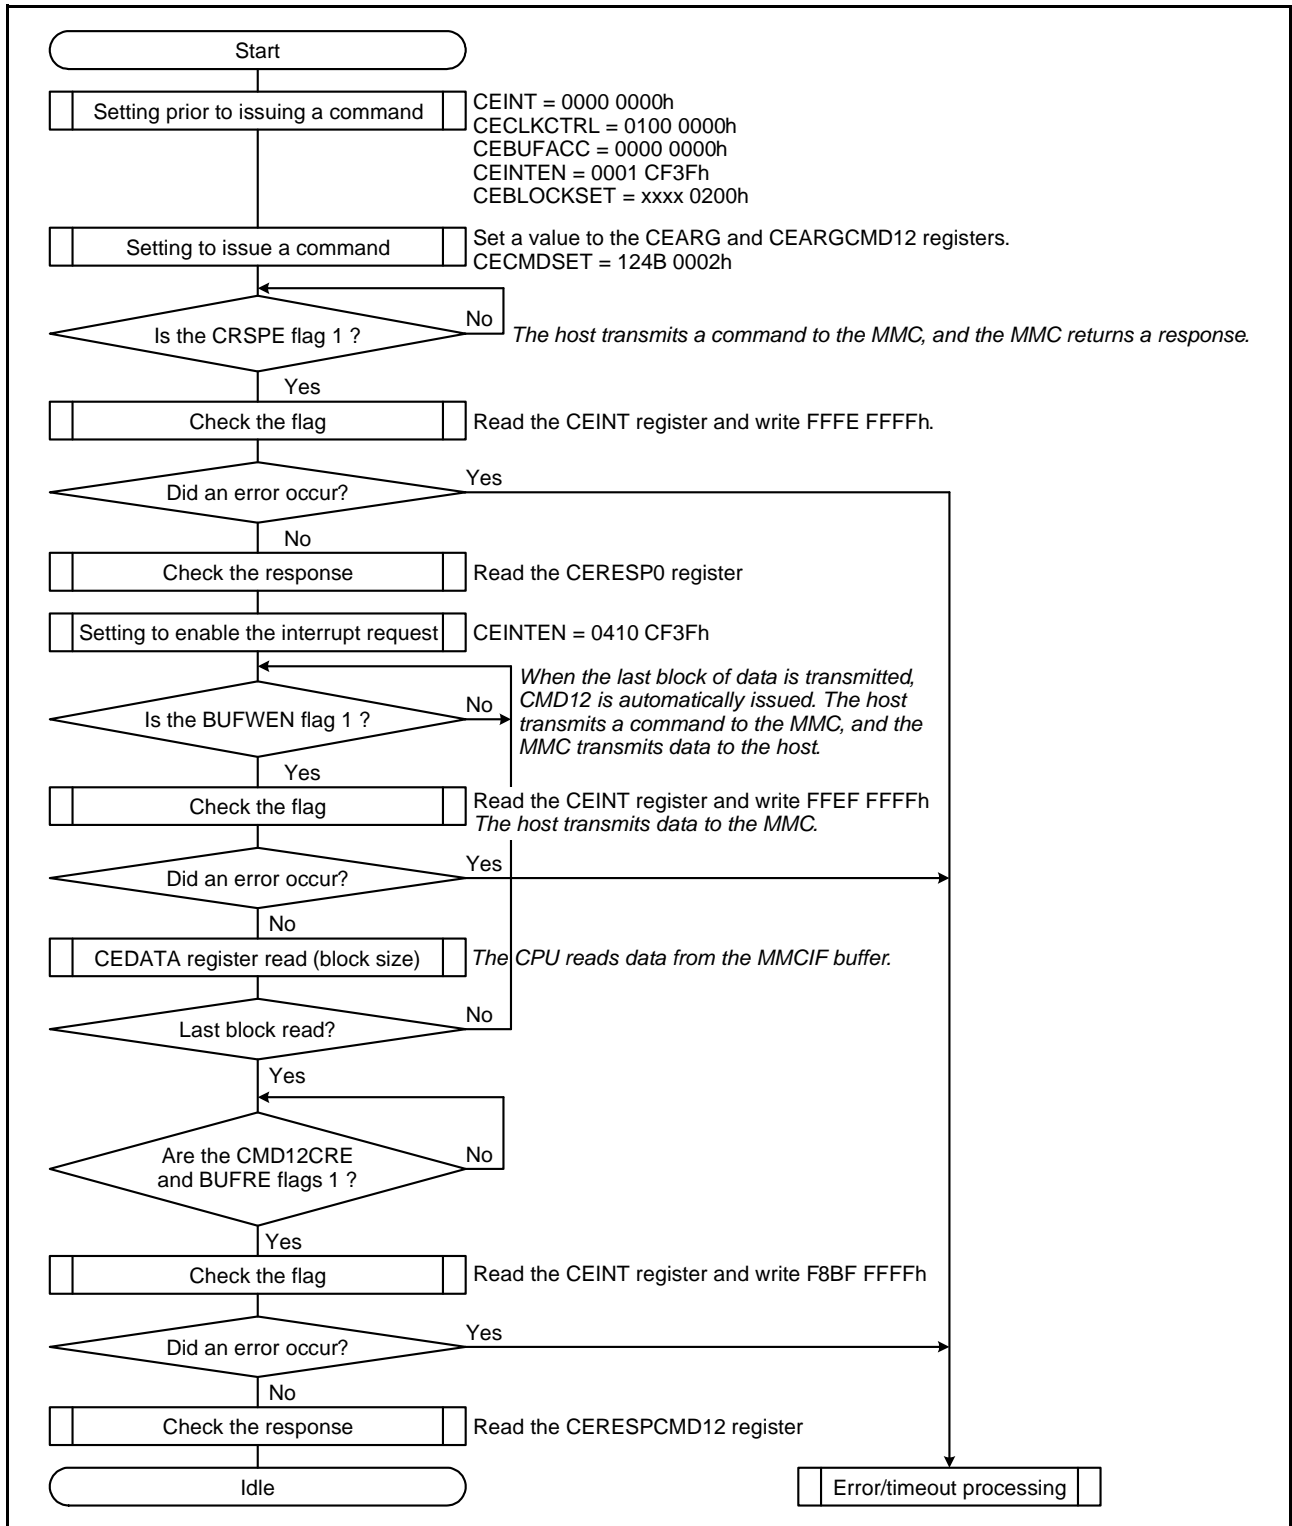 Start
Setting prior to issuing a command
CEINT = 0000 0000h
CECLKCTRL = 0100 0000h
CEBUFACC = 0000 0000h
CEINTEN = 0001 CF3Fh
CEBLOCKSET = xxxx 0200h
Setting to issue a command
Set a value to the CEARG and CEARGCMD12 registers.
CECMDSET = 124B 0002h
Is the CRSPE flag 1 ?
No
The host transmits a command to the MMC, and the MMC returns a response.
Yes
Check the flag
Read the CEINT register and write FFFE FFFFh.
Did an error occur?
Yes
No
Check the response
Read the CERESP0 register
Setting to enable the interrupt request
CEINTEN = 0410 CF3Fh
When the last block of data is transmitted,
CMD12 is automatically issued. The host
transmits a command to the MMC, and the
MMC transmits data to the host.
Is the BUFWEN flag 1 ?
No
Yes
Check the flag
Read the CEINT register and write FFEF FFFFh
The host transmits data to the MMC.
Did an error occur?
Yes
No
CEDATA register read (block size)
The CPU reads data from the MMCIF buffer.
Last block read?
No
Yes
Are the CMD12CRE
and BUFRE flags 1 ?
No
Yes
Check the flag
Read the CEINT register and write F8BF FFFFh
Did an error occur?
Yes
No
Check the response
Read the CERESPCMD12 register
Idle
Error/timeout processing